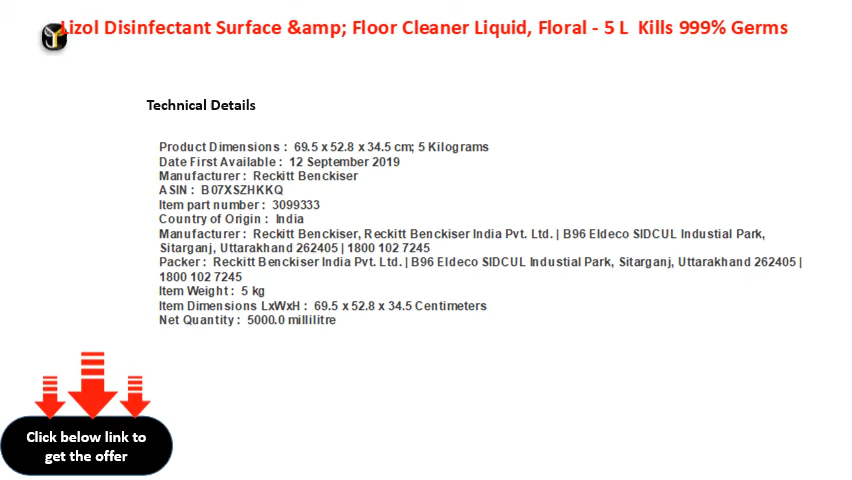 Lizol Disinfectant Surface &amp; Floor Cleaner Liquid, Floral - 5 L  Kills 999% Germs
Technical Details
Product Dimensions :  69.5 x 52.8 x 34.5 cm; 5 Kilograms
Date First Available :  12 September 2019
Manufacturer :  Reckitt Benckiser
ASIN :  B07XSZHKKQ
Item part number :  3099333
Country of Origin :  India
Manufacturer :  Reckitt Benckiser, Reckitt Benckiser India Pvt. Ltd. | B96 Eldeco SIDCUL Industial Park,
Sitarganj, Uttarakhand 262405 | 1800 102 7245
Packer :  Reckitt Benckiser India Pvt. Ltd. | B96 Eldeco SIDCUL Industial Park, Sitarganj, Uttarakhand 262405 |
1800 102 7245
Item Weight :  5 kg
Item Dimensions LxWxH :  69.5 x 52.8 x 34.5 Centimeters
Net Quantity :  5000.0 millilitre
Click below link to
get the offer